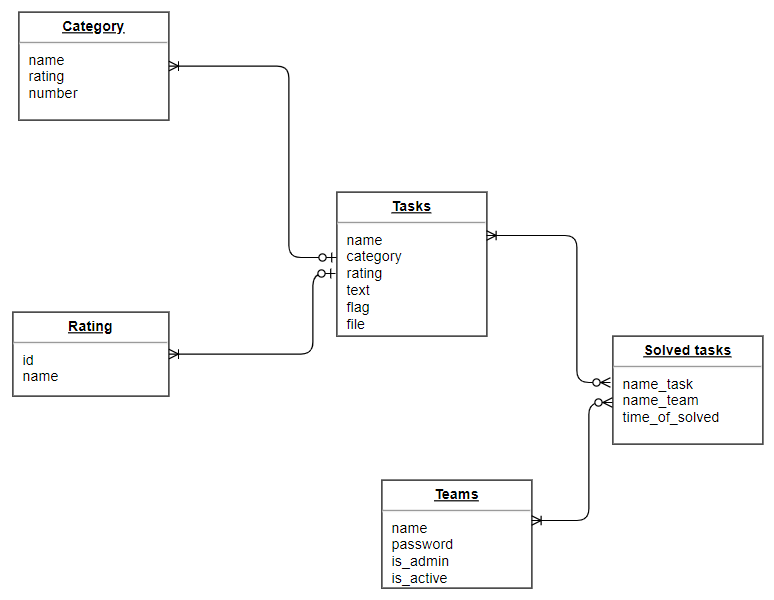 Category
name
rating
number
Tasks
name
category
rating
text
flag
file
Rating
id
name
Solved tasks
name_task
name_team
time_of_solved
Teams
name
password
is_admin
is_active